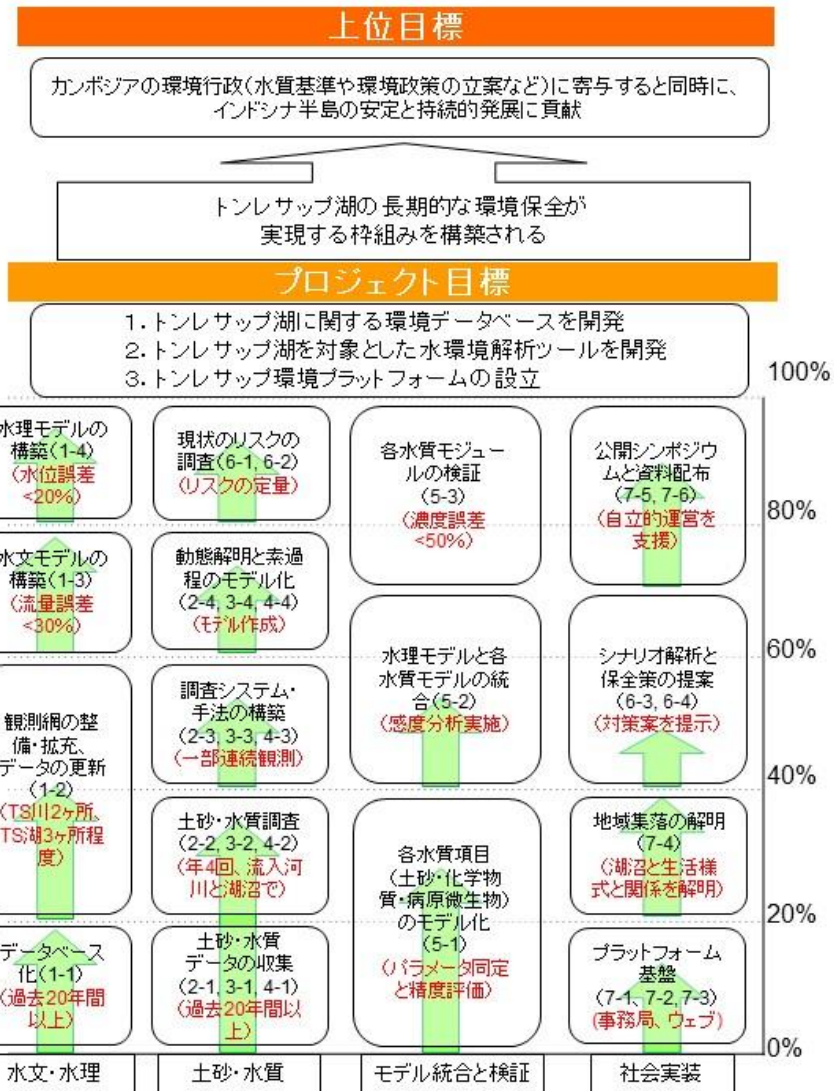 上位目標
カンボジアの環境行政(水質基準や環境政策の立案など)に寄与すると同時に、
インドシナ半島の安定と持続的発展に貢献
トンレサップ湖の長期的な環境保全が
実現する枠組みを構築される
プロジェクト目標
1.トンレサップ湖に関する環境データベースを開発
2.トンレサップ湖を対象とした水環境解析ツールを開発
3.トンレサップ環境プラットフォームの設立
100%
80%
60%
40%
20%
0%
水理モデルの
構築(1-4)
(水位誤差
<20%)
水文モデルの
構築(1-3)
(流量誤差
<30%)
観測網の整
備・拡充、
データの更新
(1-2)
(TS川2ヶ所、
TS湖3ヶ所程
度)
データベース
化(1-1)
(過去20年間
以上)
水文・水理
現状のリスクの
調査(6-1, 6-2)
(リスクの定量)
動態解明と素過
程のモデル化
(2-4, 3-4, 4-4)
(モデル作成)
調査システム・
手法の構築
(2-3, 3-3, 4-3)
(一部連続観測)
土砂・水質調査
(2-2, 3-2, 4-2)
(年4回、流入河
川と湖沼で)
土砂・水質
データの収集
(2-1, 3-1, 4-1)
(過去20年間以
上)
土砂・水質
各水質モジュー
ルの検証
(5-3)
(濃度誤差
<50%)
水理モデルと各
水質モデルの統
合(5-2)
(感度分析実施)
各水質項目
(土砂・化学物
質・病原微生物)
のモデル化
(5-1)
(パラメータ同定
と精度評価)
モデル統合と検証
公開シンポジウ
ムと資料配布
(7-5, 7-6)
(自立的運営を
支援)
シナリオ解析と
保全策の提案
(6-3, 6-4)
(対策案を提示)
地域集落の解明
(7-4)
(湖沼と生活様
式と関係を解明)
プラットフォーム
基盤
(7-1, 7-2, 7-3)
(事務局、ウェブ)
社会実装